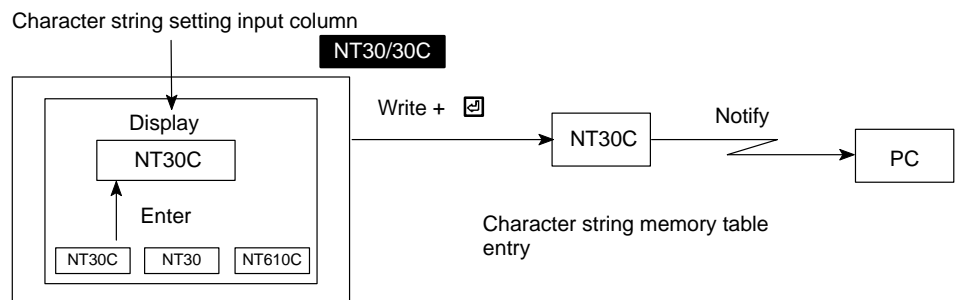 Character string setting input column
NT30/30C
Display
NT30C
Enter
NT30C NT30 NT610C
Write + ↵
NT30C
Notify
PC
Character string memory table
entry